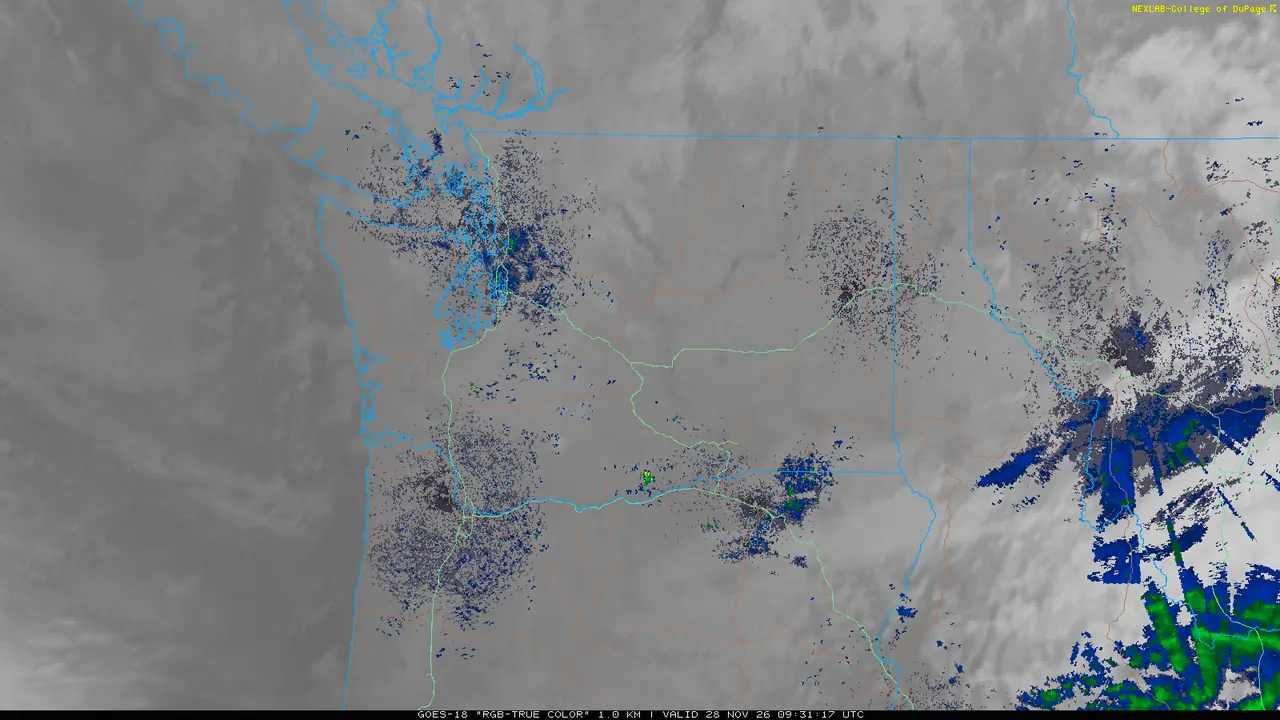 NEXLAB-College of DuPage
GOES-18 "RGB-TRUE COLOR" 1.0 KM | VALID 28 NOV 26 09:31:17 UTC